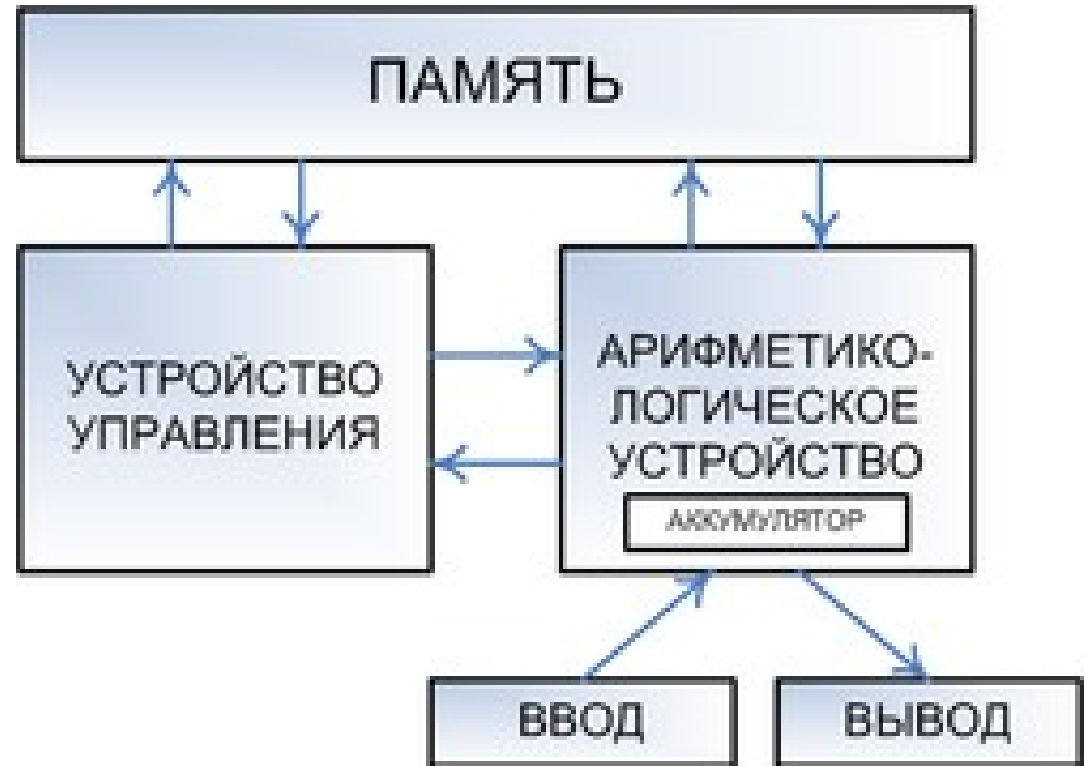 ПАМЯТЬ
УСТРОЙСТВО
УПРАВЛЕНИЯ
АРИФМЕТИКО-
ЛОГИЧЕСКОЕ
УСТРОЙСТВО
АККУМУЛЯТОР
ВВОД
ВЫВОД